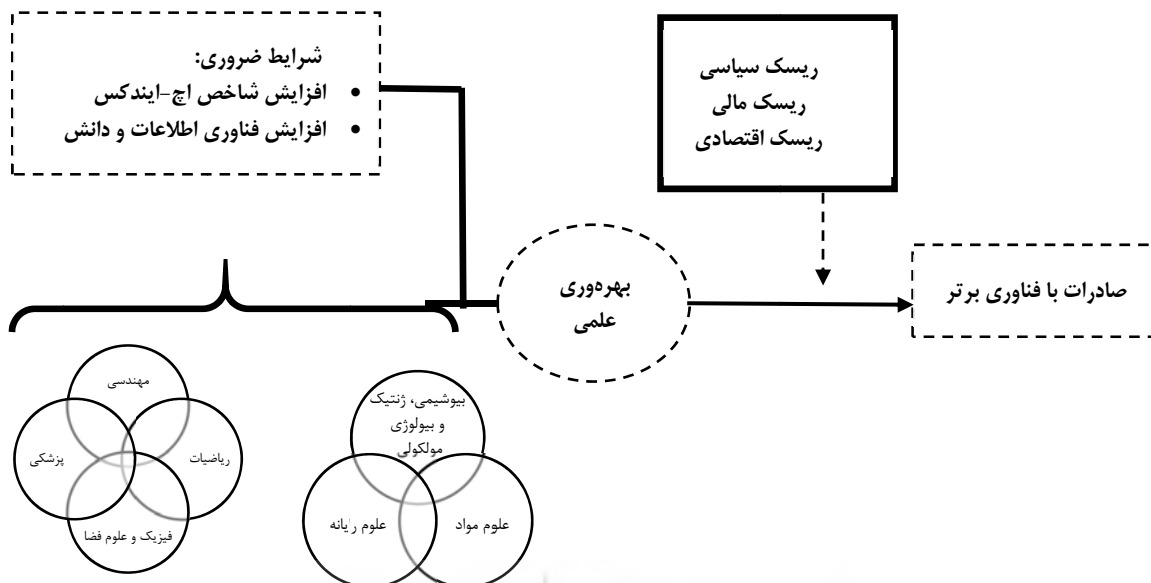 شرایط ضروری:
• افزایش شاخص اچ-ایندکس
• افزایش فناوری اطلاعات و دانش
ریسک سیاسی
ریسک مالی
ریسک اقتصادی
بهره‌وری
علمی
صادرات با فناوری برتر
مهندسی
ریاضیات
پزشکی
فیزیک و علوم فضا
بیوشیمی، ژنتیک
و
بیولوژی
مولکولی
علوم مواد
علوم رایانه